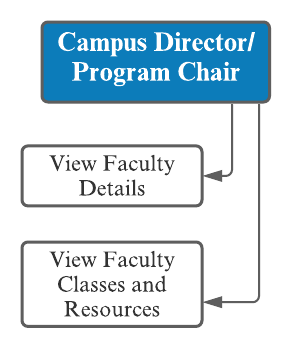 Campus Director/
Program Chair
View Faculty
Details
View Faculty
Classes and
Resources